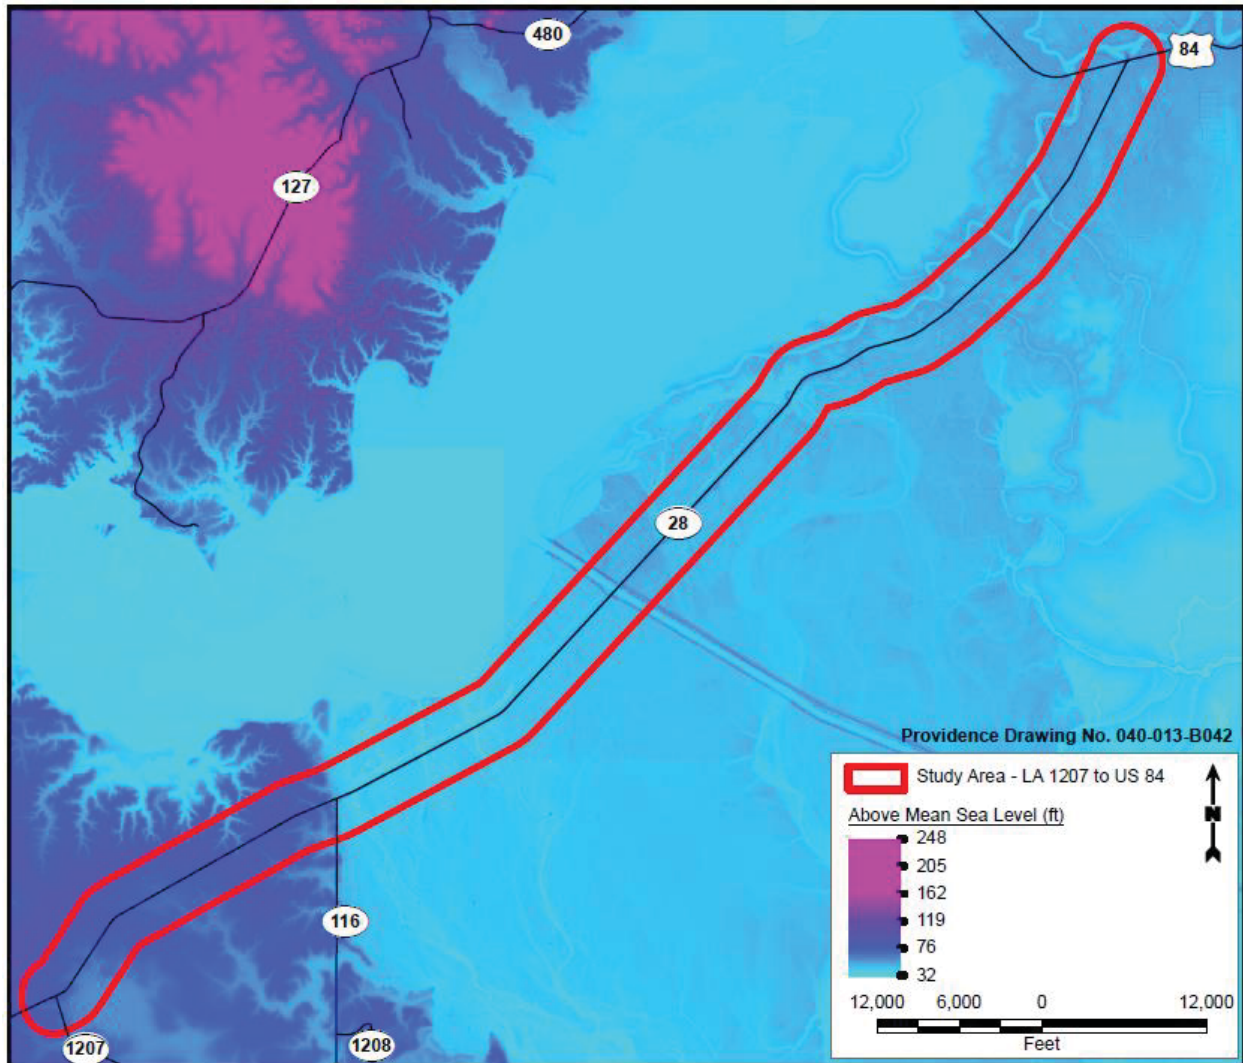 480
84
127
28
Providence Drawing No. 040-013-B042
Study Area - LA 1207 to US 84
Above Mean Sea Level (ft)
N
248
205
162
119
76
32
116
12,000 6,000 0 12,000
Feet
1207
1208